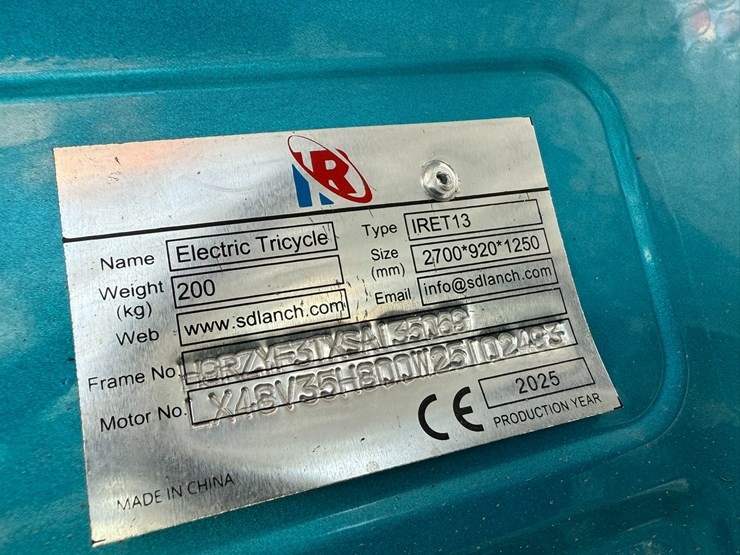 IR
Name Electric Tricycle Type IRET13
Weight (kg) 200 Size (mm) 2700*920*1250
Web www.sdlanch.com Email info@sdlanch.com
Frame No.
Motor No.
CE 2025
PRODUCTION YEAR
MADE IN CHINA